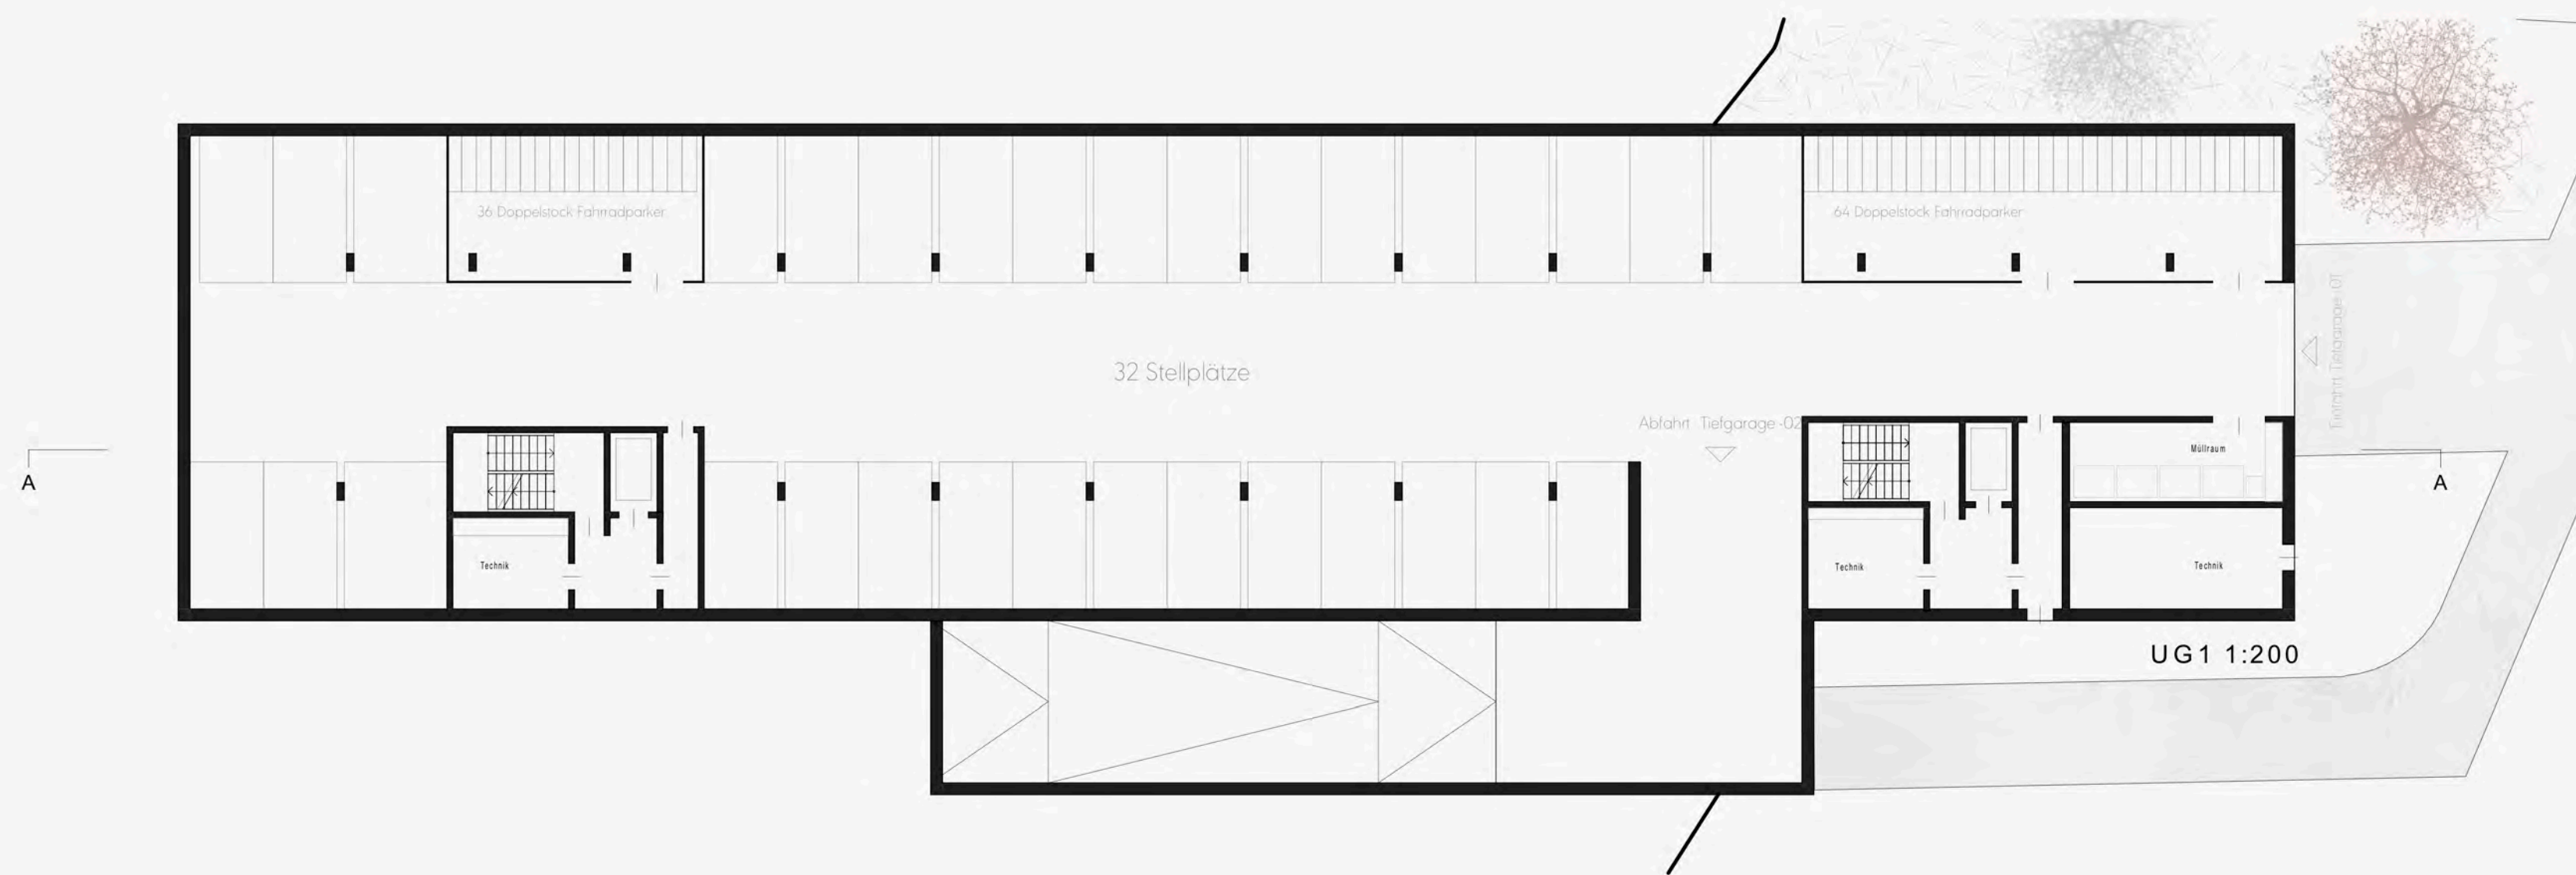 36 Doppelstock Fahrradparker
64 Doppelstock Fahrradparker
32 Stellplätze
Einfahrt Tiefgarage -01
Abfahrt Tiefgarage -02
Müllraum
A
A
Technik
Technik
Technik
UG1 1:200